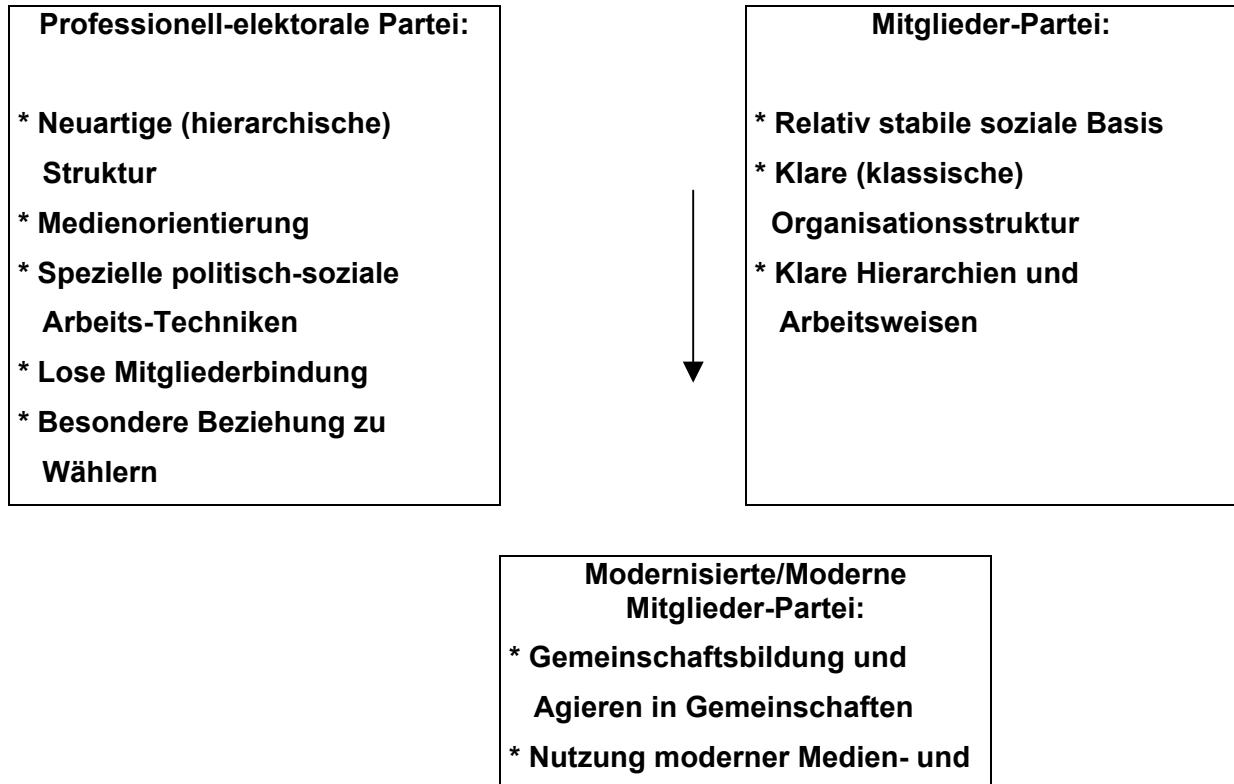 Professionell-elektorale Partei:
* Neuartige (hierarchische)
Struktur
* Medienorientierung
* Spezielle politisch-soziale
Arbeits-Techniken
* Lose Mitgliederbindung
* Besondere Beziehung zu
Wählern
Mitglieder-Partei:
* Relativ stabile soziale Basis
* Klare (klassische)
Organisationsstruktur
* Klare Hierarchien und
Arbeitsweisen
Modernisierte/Moderne
Mitglieder-Partei:
* Gemeinschaftsbildung und
Agieren in Gemeinschaften
* Nutzung moderner Medien- und